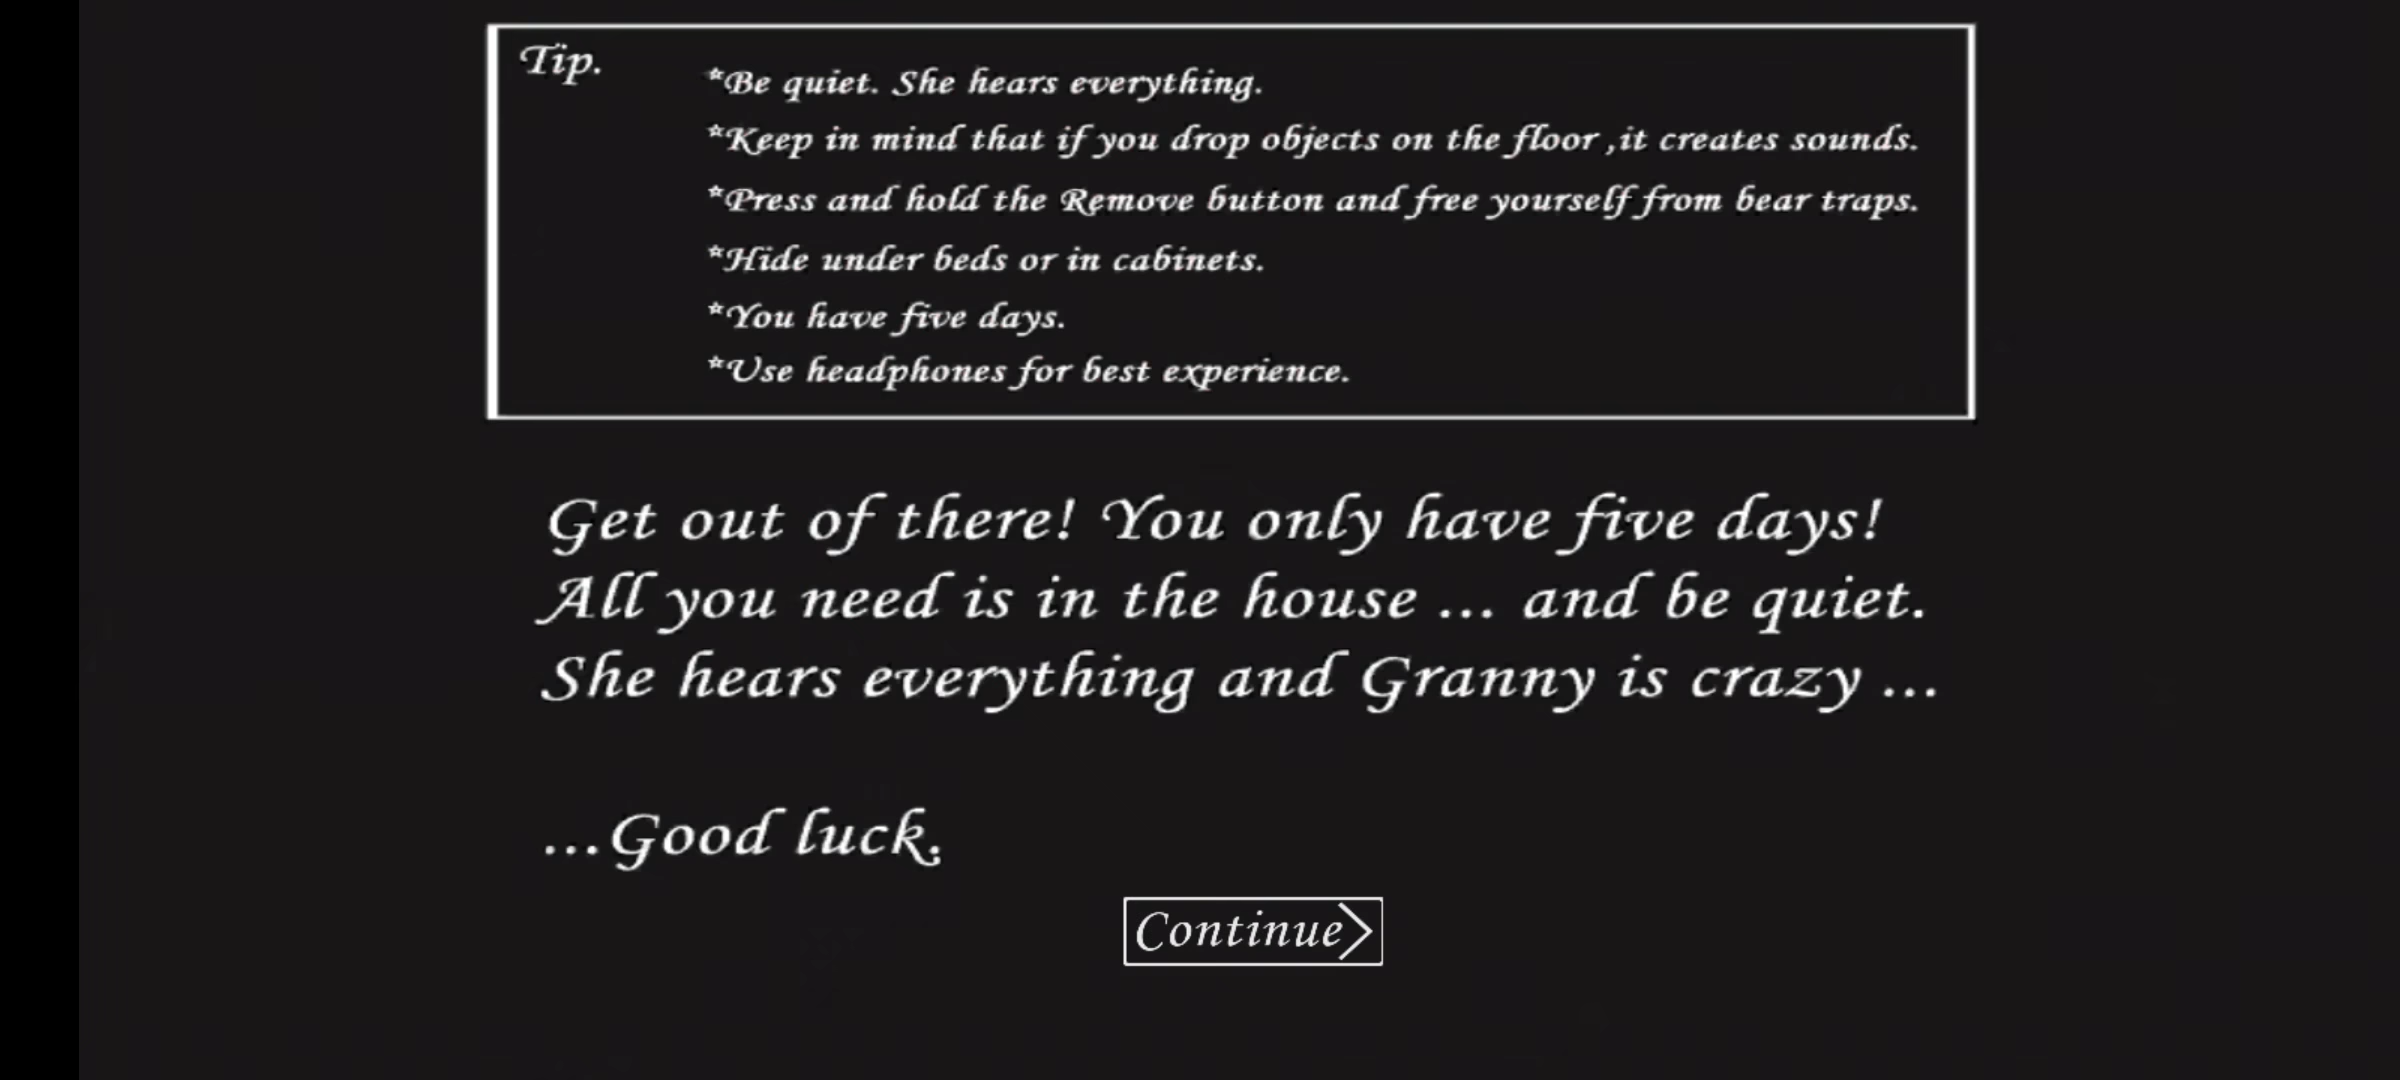 Tip.
*Be quiet. She hears everything.
*Keep in mind that if you drop objects on the floor ,it creates sounds.
*Press and hold the Remove button and free yourself from bear traps.
*Hide under beds or in cabinets.
*You have five days.
*Use headphones for best experience.
Get out of there! You only have five days!
All you need is in the house ... and be quiet.
She hears everything and Granny is crazy ...
...Good luck.
Continue>